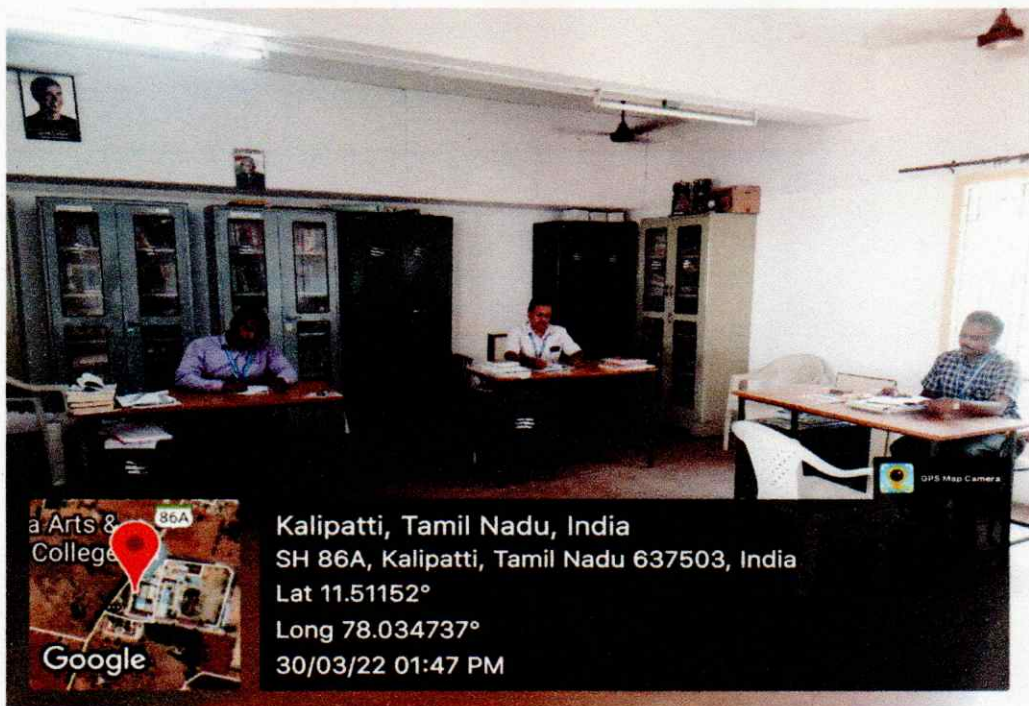 GPS Map Camera
a Arts &
College
86A
Google
Kalipatti, Tamil Nadu, India
SH 86A, Kalipatti, Tamil Nadu 637503, India
Lat 11.51152°
Long 78.034737°
30/03/22 01:47 PM